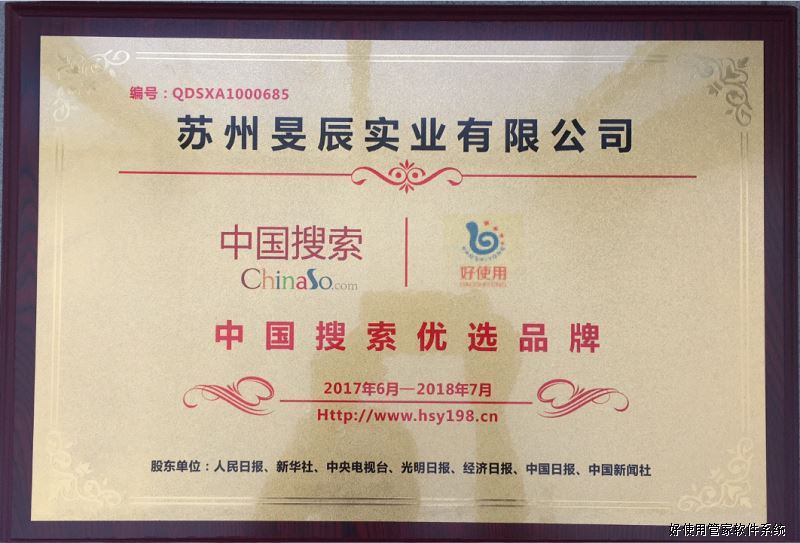 编号：QDSXA1000685
苏州旻辰实业有限公司
中国搜索
ChinaSo.com
好使用
HAOSHIYONG
中国搜索优选品牌
2017年6月—2018年7月
Http://www.hsy198.cn
股东单位：人民日报、新华社、中央电视台、光明日报、经济日报、中国日报、中国新闻社
好使用管家软件系统